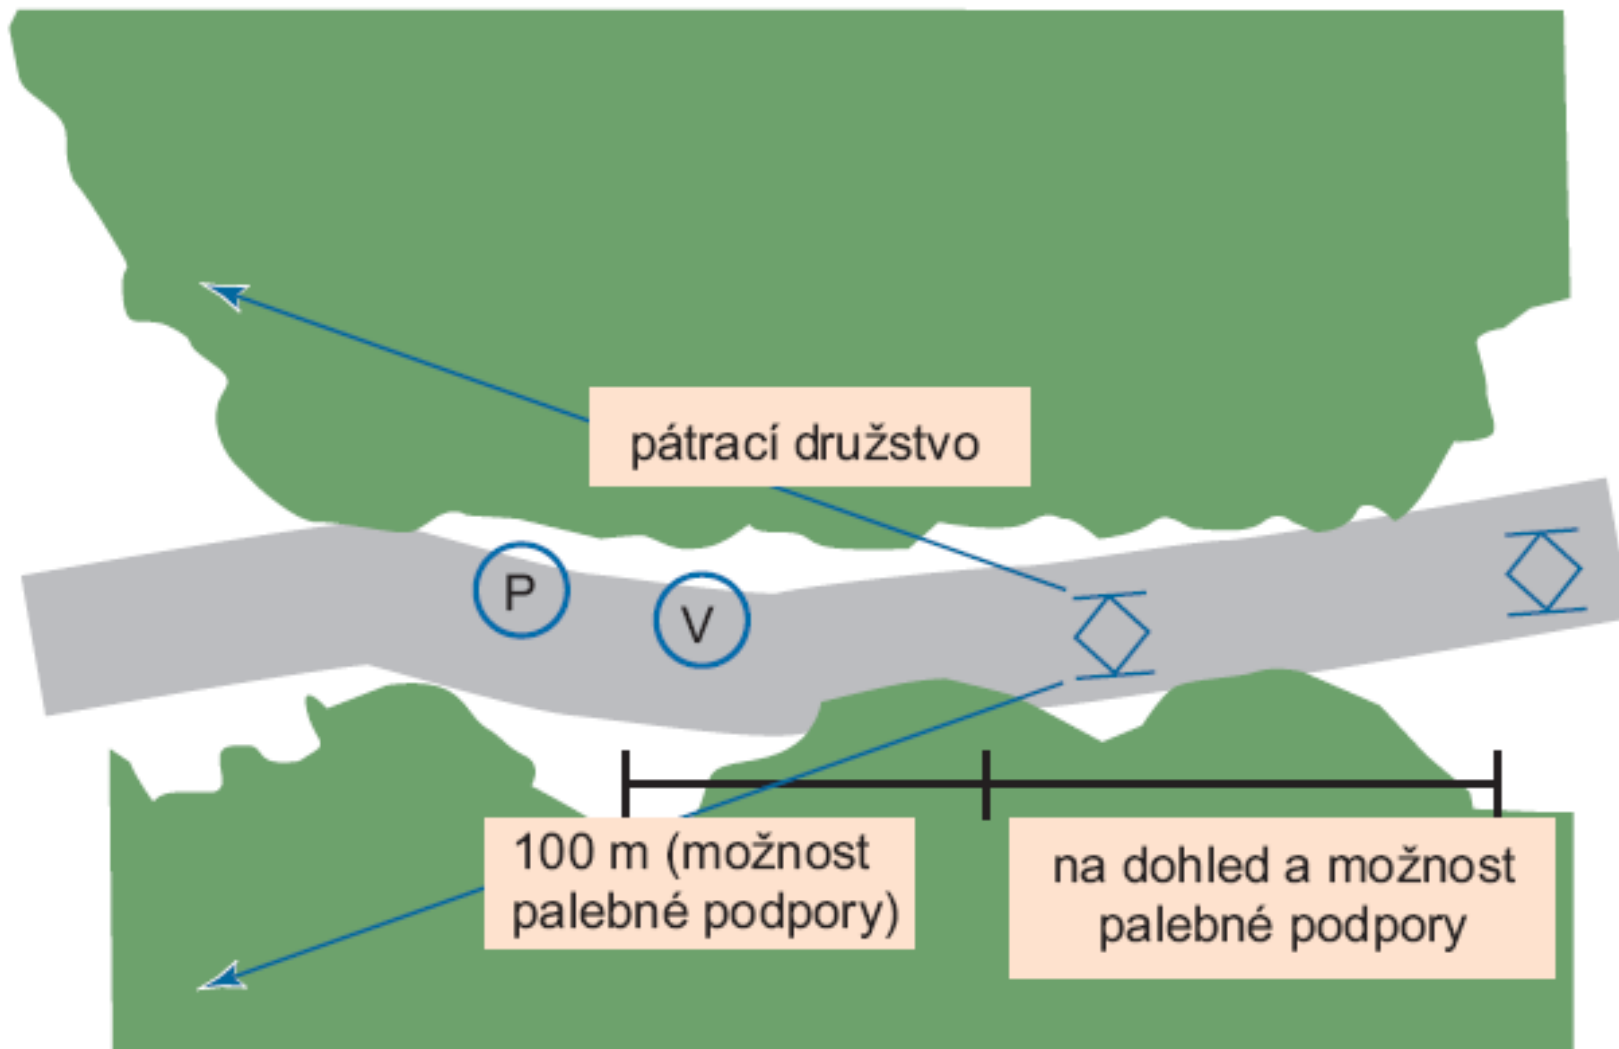 pátrací družstvo
P
V
100 m (možnost
palebné podpory)
na dohled a možnost
palebné podpory